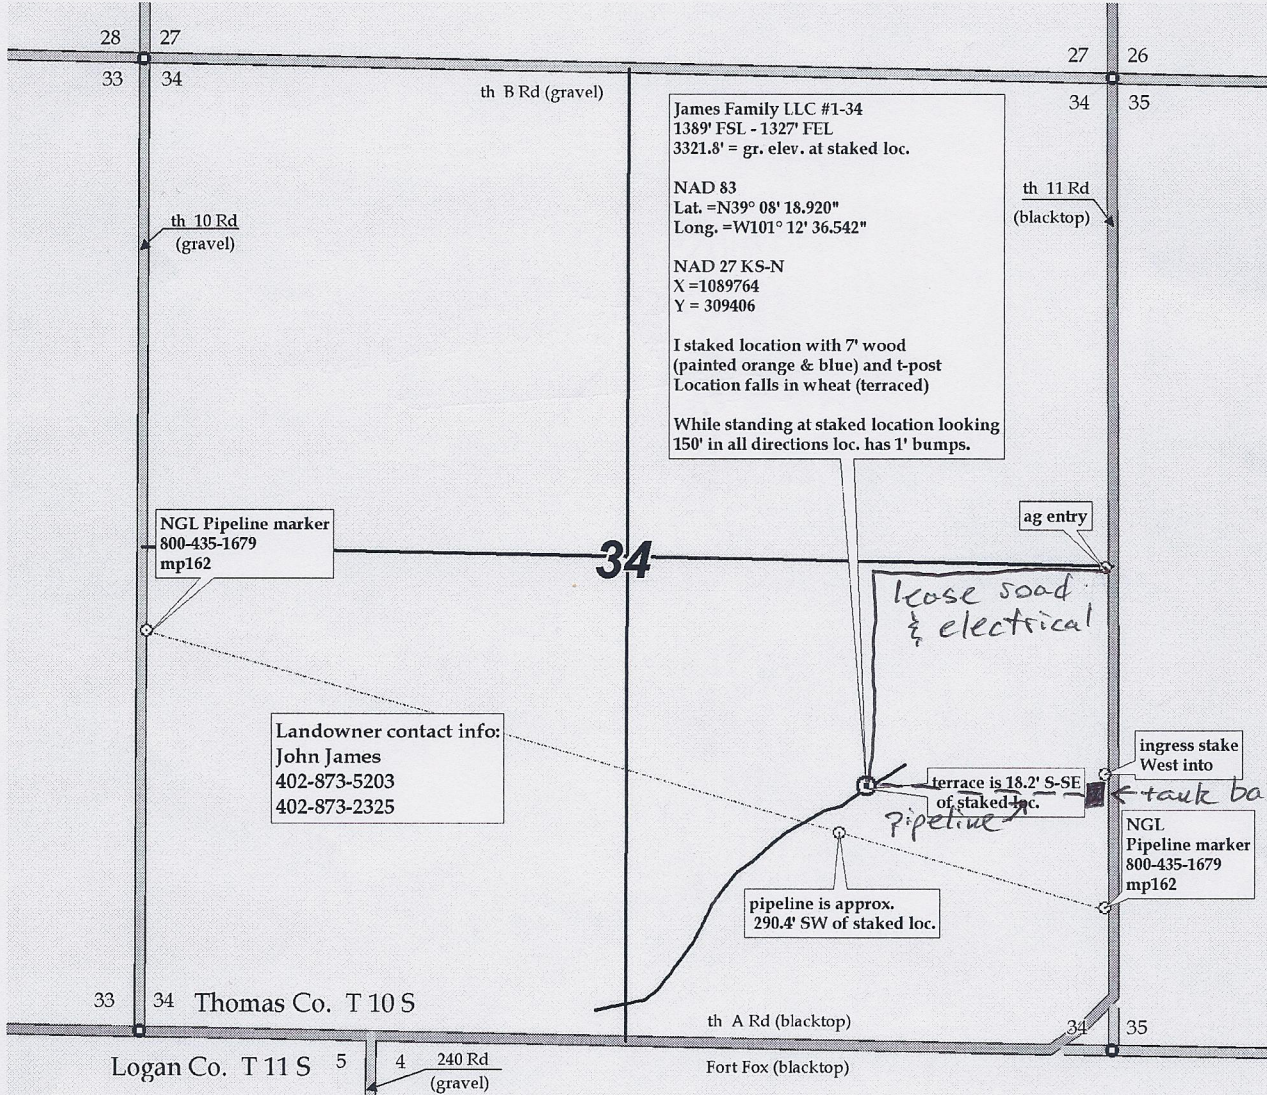 28 27
27 26
33 34
34 35
th B Rd (gravel)
James Family LLC #1-34
1389' FSL - 1327' FEL
3321.8' = gr. elev. at staked loc.
NAD 83
Lat. =N39° 08' 18.920"
Long. =W101° 12' 36.542"
NAD 27 KS-N
X =1089764
Y = 309406
I staked location with 7' wood
(painted orange & blue) and t-post
Location falls in wheat (terraced)
While standing at staked location looking
150' in all directions loc. has 1' bumps.
th 11 Rd
(blacktop)
th 10 Rd
(gravel)
NGL Pipeline marker
800-435-1679
mp162
34
ag entry
lease road
& electrical
Landowner contact info:
John James
402-873-5203
402-873-2325
ingress stake
West into
terrace is 18.2' S-SE
of staked loc.
← tank ba
pipeline
NGL
Pipeline marker
800-435-1679
mp162
pipeline is approx.
290.4' SW of staked loc.
33 34 Thomas Co. T 10 S
th A Rd (blacktop)
34 35
Logan Co. T 11 S 5 4
240 Rd
(gravel)
Fort Fox (blacktop)